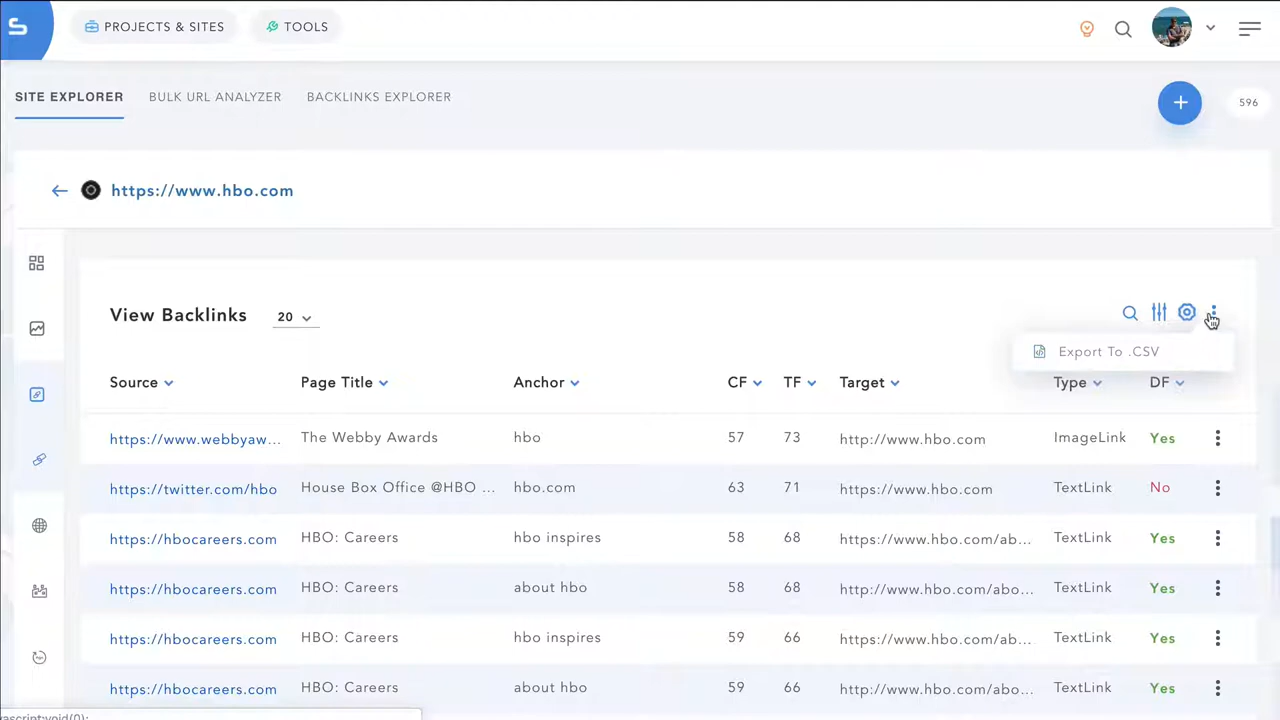 S PROJECTS & SITES TOOLS
SITE EXPLORER BULK URL ANALYZER BACKLINKS EXPLORER 596
https://www.hbo.com
View Backlinks 20
Export To .CSV
Source Page Title Anchor CF TF Target Type DF
https://www.webbyaw... The Webby Awards hbo 57 73 http://www.hbo.com ImageLink Yes
https://twitter.com/hbo House Box Office @HBO ... hbo.com 63 71 https://www.hbo.com TextLink No
https://hbocareers.com HBO: Careers hbo inspires 58 68 https://www.hbo.com/ab... TextLink Yes
https://hbocareers.com HBO: Careers about hbo 58 68 http://www.hbo.com/abo... TextLink Yes
https://hbocareers.com HBO: Careers hbo inspires 59 66 https://www.hbo.com/ab... TextLink Yes
https://hbocareers.com HBO: Careers about hbo 59 66 http://www.hbo.com/abo... TextLink Yes
ascript:void(0);